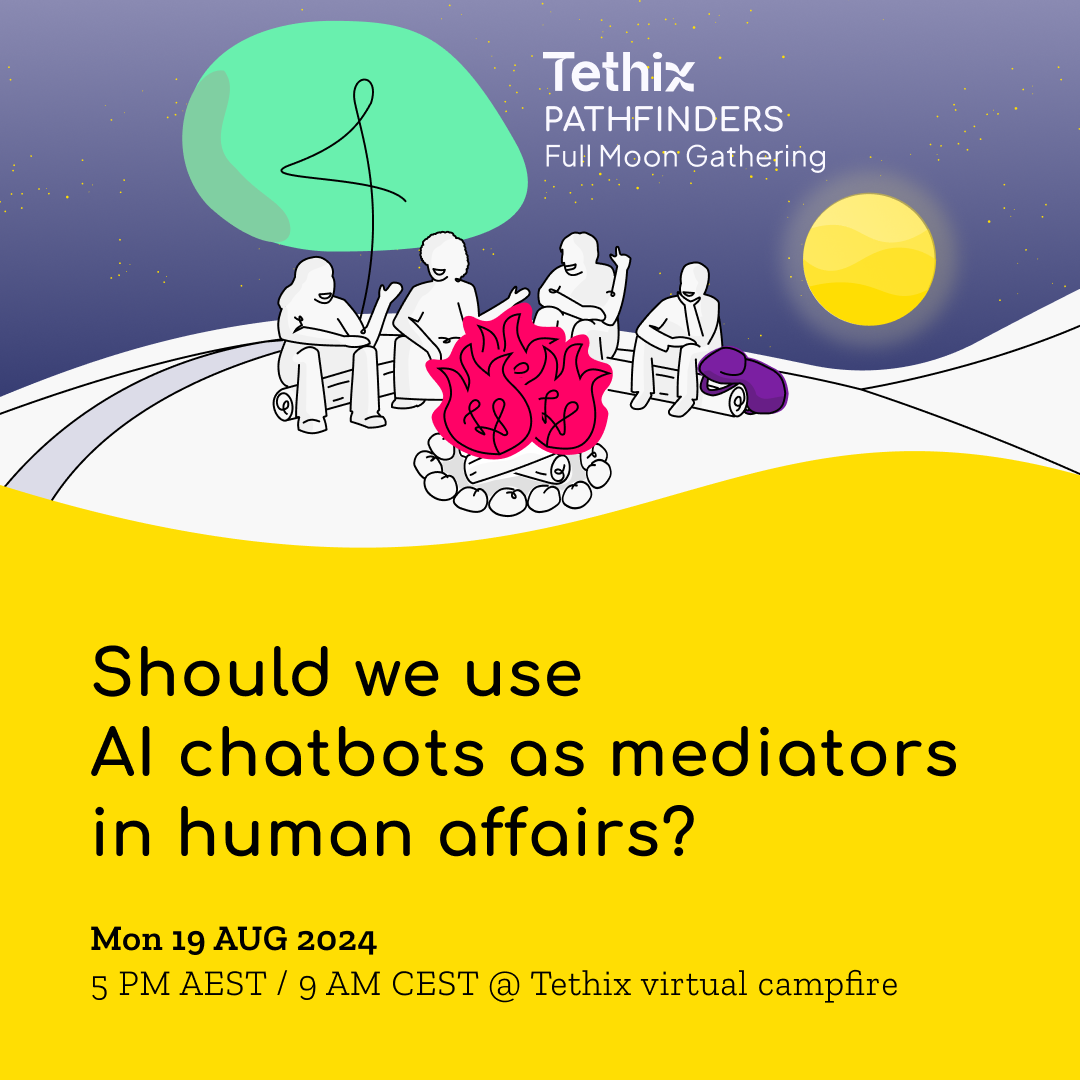 Tethix
PATHFINDERS
Full Moon Gathering
Should we use
AI chatbots as mediators
in human affairs?
Mon 19 AUG 2024
5 PM AEST / 9 AM CEST @ Tethix virtual campfire